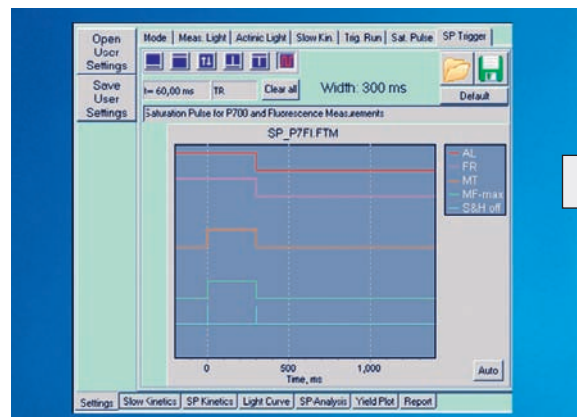 Open
User
Settings
Save
User
Settings
Mode Meas. Light Actinic Light Slow Kin. Trig. Run Sat. Pulse SP Trigger
t= 60,00 ms TR Clear all Width: 300 ms
Default
Saturation Pulse for P700 and Fluorescence Measurements
SP_P7Fl.FTM
AL
FR
MT
MF-max
S&H off
0 500 1,000
Time, ms
Auto
Settings Slow Kinetics SP Kinetics Light Curve SP-Analysis Yield Plot Report